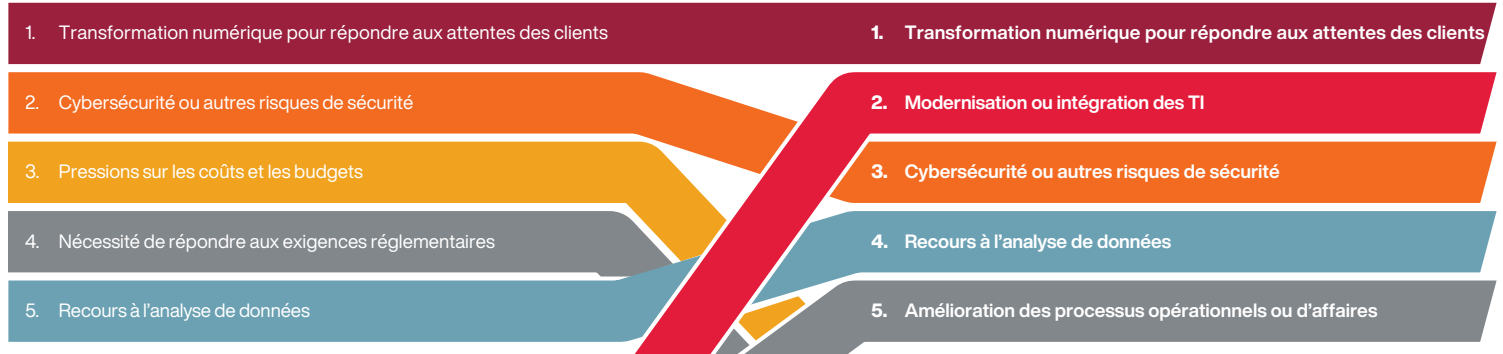 1. Transformation numérique pour répondre aux attentes des clients
2. Cybersécurité ou autres risques de sécurité
3. Pressions sur les coûts et les budgets
4. Nécessité de répondre aux exigences réglementaires
5. Recours à l’analyse de données
1. Transformation numérique pour répondre aux attentes des clients
2. Modernisation ou intégration des TI
3. Cybersécurité ou autres risques de sécurité
4. Recours à l’analyse de données
5. Amélioration des processus opérationnels ou d’affaires